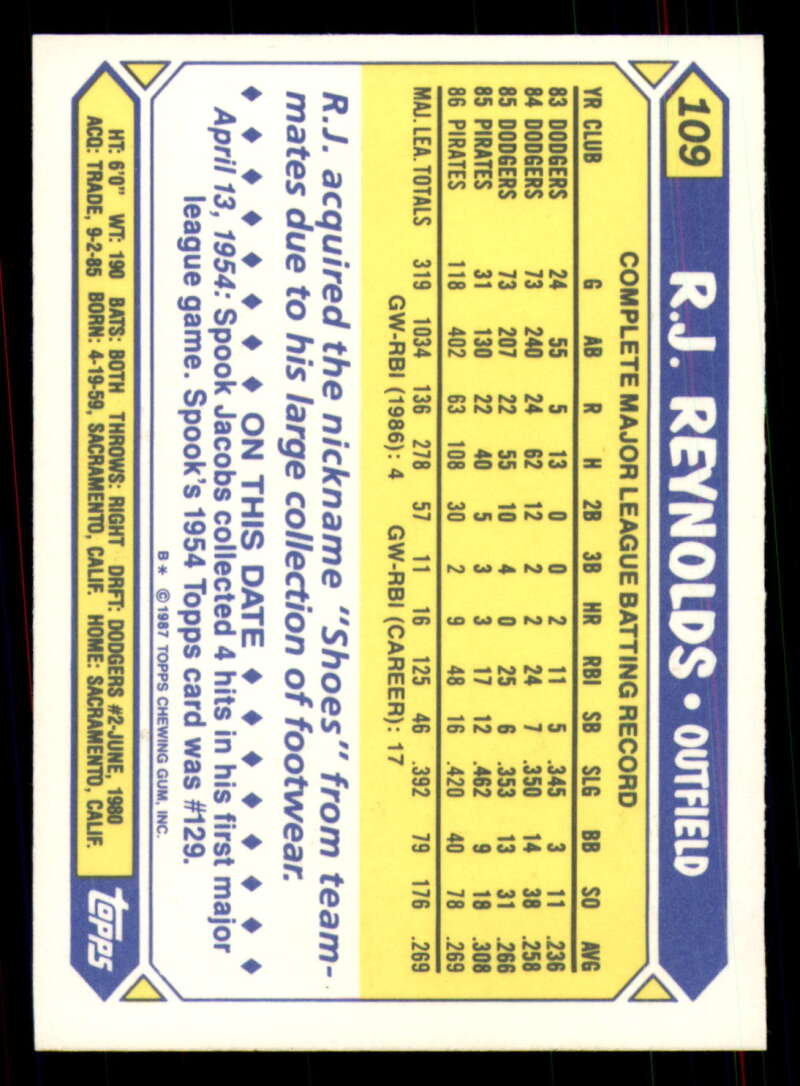 109 R.J. REYNOLDS • OUTFIELD
COMPLETE MAJOR LEAGUE BATTING RECORD
YR CLUB G AB R H 2B 3B HR RBI SB SLG BB SO AVG
83 DODGERS 24 55 5 13 0 0 2 11 5 .345 3 11 .236
84 DODGERS 73 240 24 62 12 2 2 24 7 .350 14 38 .258
85 DODGERS 73 207 22 55 10 4 0 25 6 .353 13 31 .266
85 PIRATES 31 130 22 40 5 3 3 17 12 .462 9 18 .308
86 PIRATES 118 402 63 108 30 2 9 48 16 .420 40 78 .269
MAJ. LEA. TOTALS 319 1034 136 278 57 11 16 125 46 .392 79 176 .269
GW-RBI (1986): 4 GW-RBI (CAREER): 17
R.J. acquired the nickname "Shoes" from team-
mates due to his large collection of footwear.
♦ ♦ ♦ ♦ ♦ ♦ ♦ ♦ ON THIS DATE ♦ ♦ ♦ ♦ ♦ ♦ ♦ ♦
April 13, 1954: Spook Jacobs collected 4 hits in his first major
league game. Spook's 1954 Topps card was #129.
B* © 1987 TOPPS CHEWING GUM, INC.
HT: 6'0" WT: 190 BATS: BOTH THROWS: RIGHT DRFT: DODGERS #2-JUNE, 1980
ACQ: TRADE, 9-2-85 BORN: 4-19-59, SACRAMENTO, CALIF. HOME: SACRAMENTO, CALIF.
topps